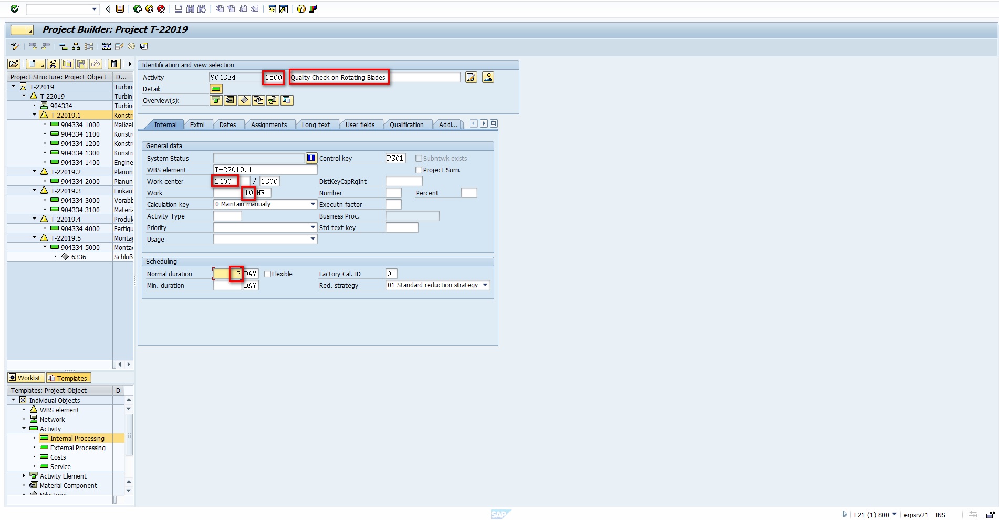 Project Builder: Project T-22019
Project Structure: Project Object D...
T-22019 Turbin
T-22019 Turbin
904334 Turbin
T-22019.1 Konstr
904334 1000 Maßzei
904334 1100 Konstr
904334 1200 Konstr
904334 1300 Konstr
904334 1400 Engine
T-22019.2 Planun
904334 2000 Planun
T-22019.3 Einkau
904334 3000 Vorabb
904334 3100 Materia
T-22019.4 Produk
904334 4000 Fertigu
T-22019.5 Montag
904334 5000 Montag
6336 Schluß
Worklist Templates
Templates: Project Object D
Individual Objects
WBS element
Network
Activity
Internal Processing
External Processing
Costs
Service
Activity Element
Material Component
Milestone
Identification and view selection
Activity 904334 1500 Quality Check on Rotating Blades
Detail:
Overview(s):
Internal Extnl Dates Assignments Long text User fields Qualification Addi...
General data
System Status Control key PS01 Subntwk exists
WBS element T-22019.1 Project Sum.
Work center 2400 / 1300 DistKeyCapRqInt
Work 10 HR Number Percent
Calculation key 0 Maintain manually Executn factor
Activity Type Business Proc.
Priority Std text key
Usage
Scheduling
Normal duration 2 DAY Flexible Factory Cal. ID 01
Min. duration DAY Red. strategy 01 Standard reduction strategy
SAP E21 (1) 800 erpsrv21 INS